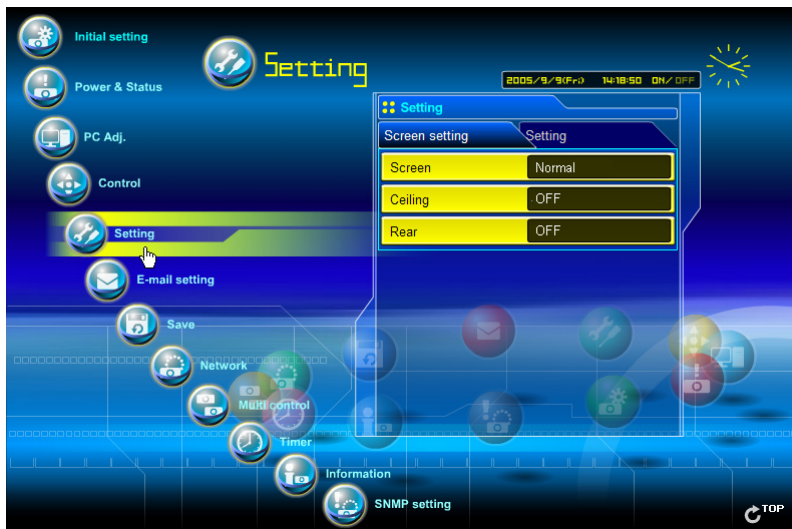 Initial setting
Power & Status
PC Adj.
Control
Setting
E-mail setting
Save
Network
Multi control
Timer
Information
SNMP setting
Setting
2005/9/9(Fri) 14:18:50 ON/OFF
Setting
Screen setting Setting
Screen Normal
Ceiling OFF
Rear OFF
TOP